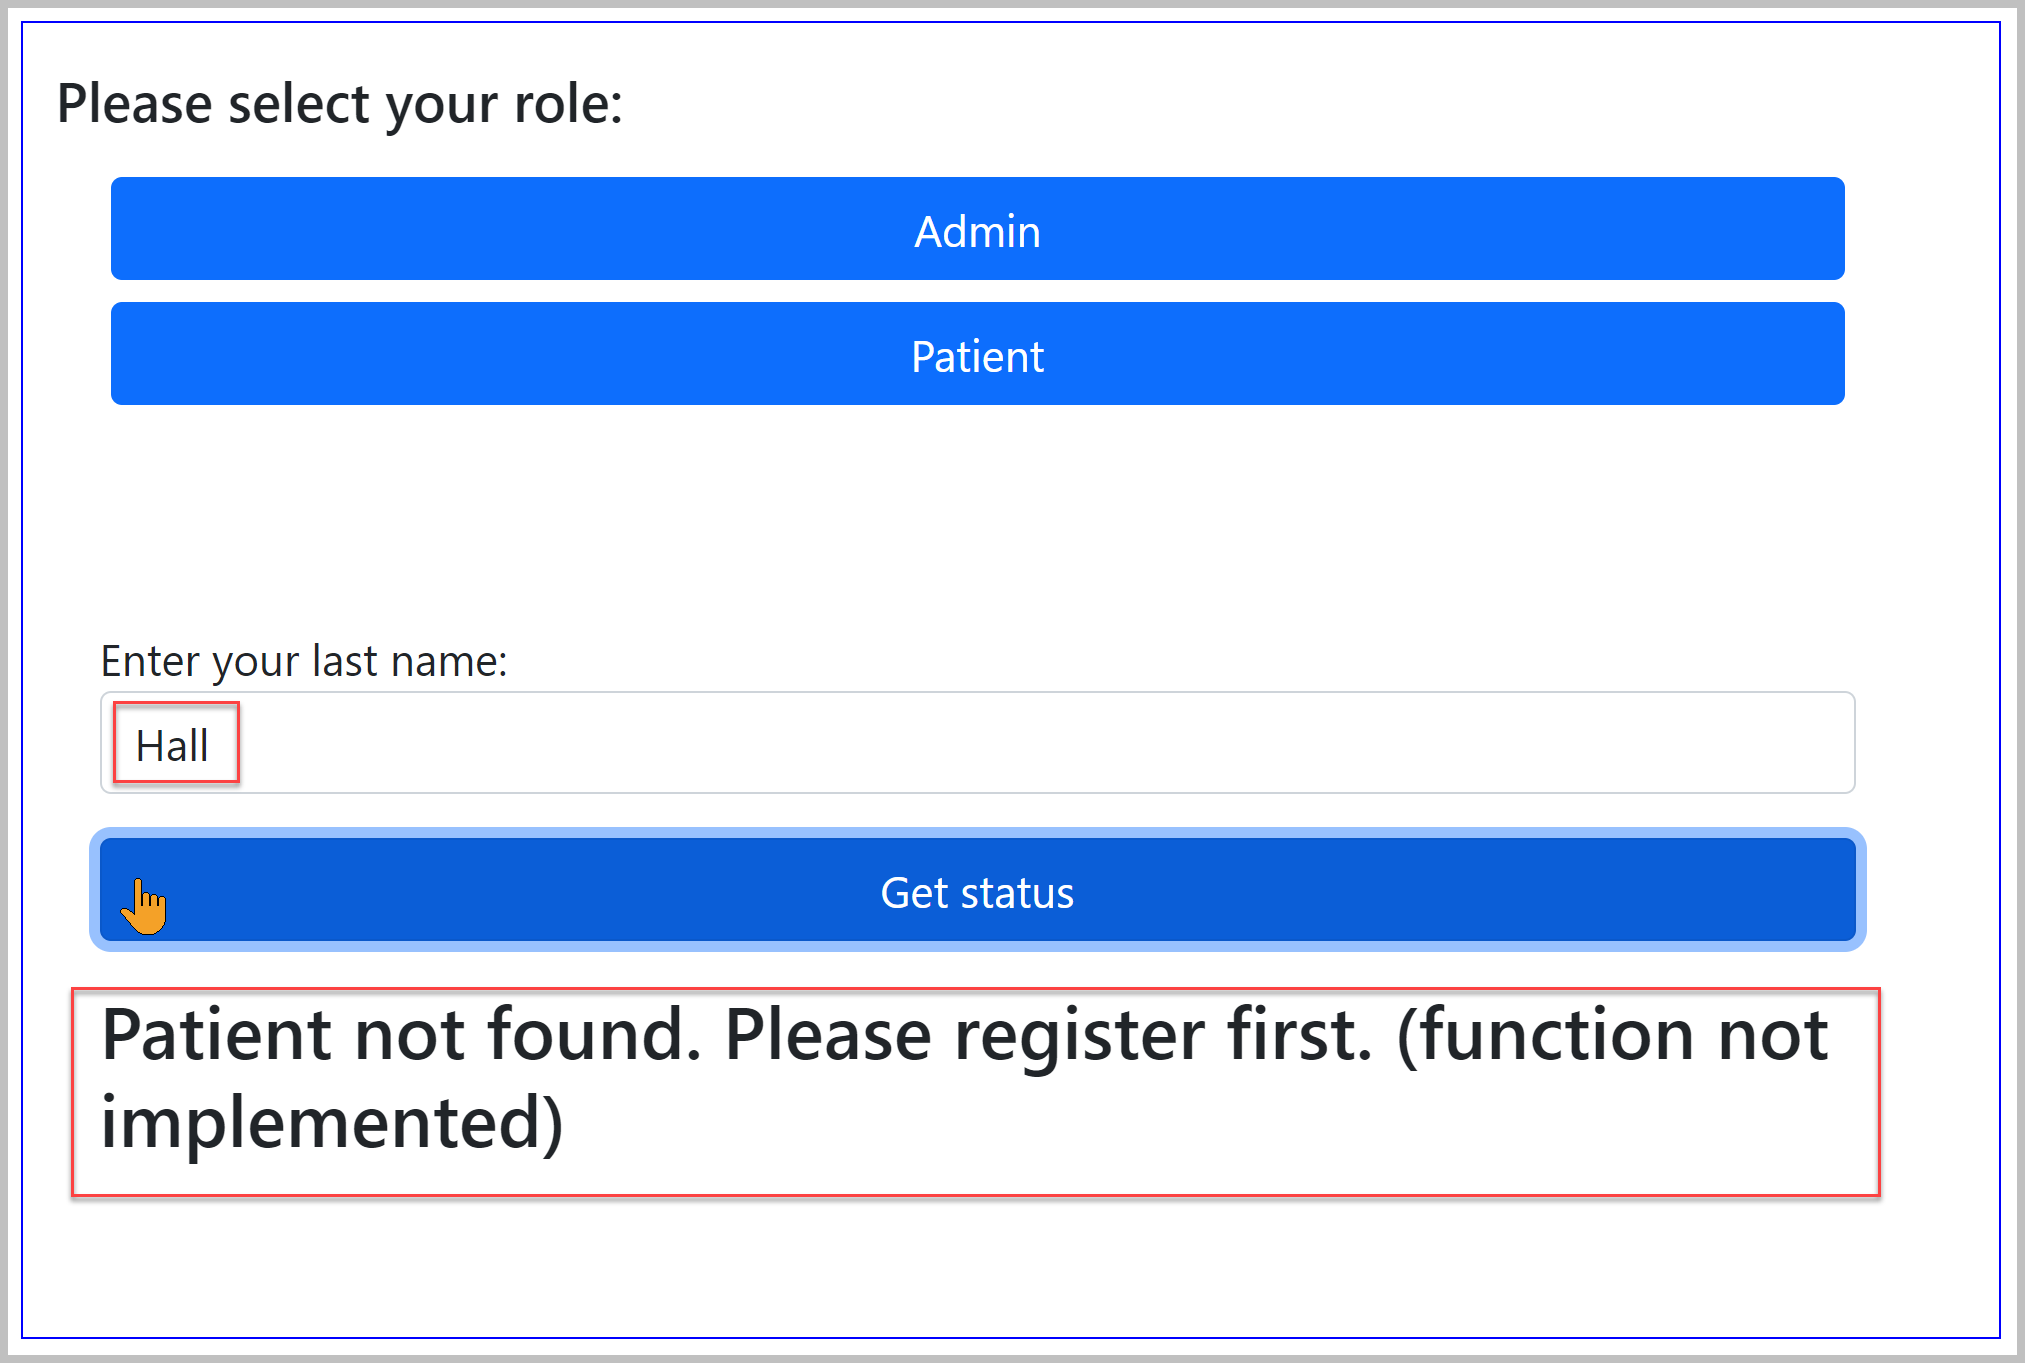 Please select your role:
Admin
Patient
Enter your last name:
Hall
Get status
Patient not found. Please register first. (function not
implemented)